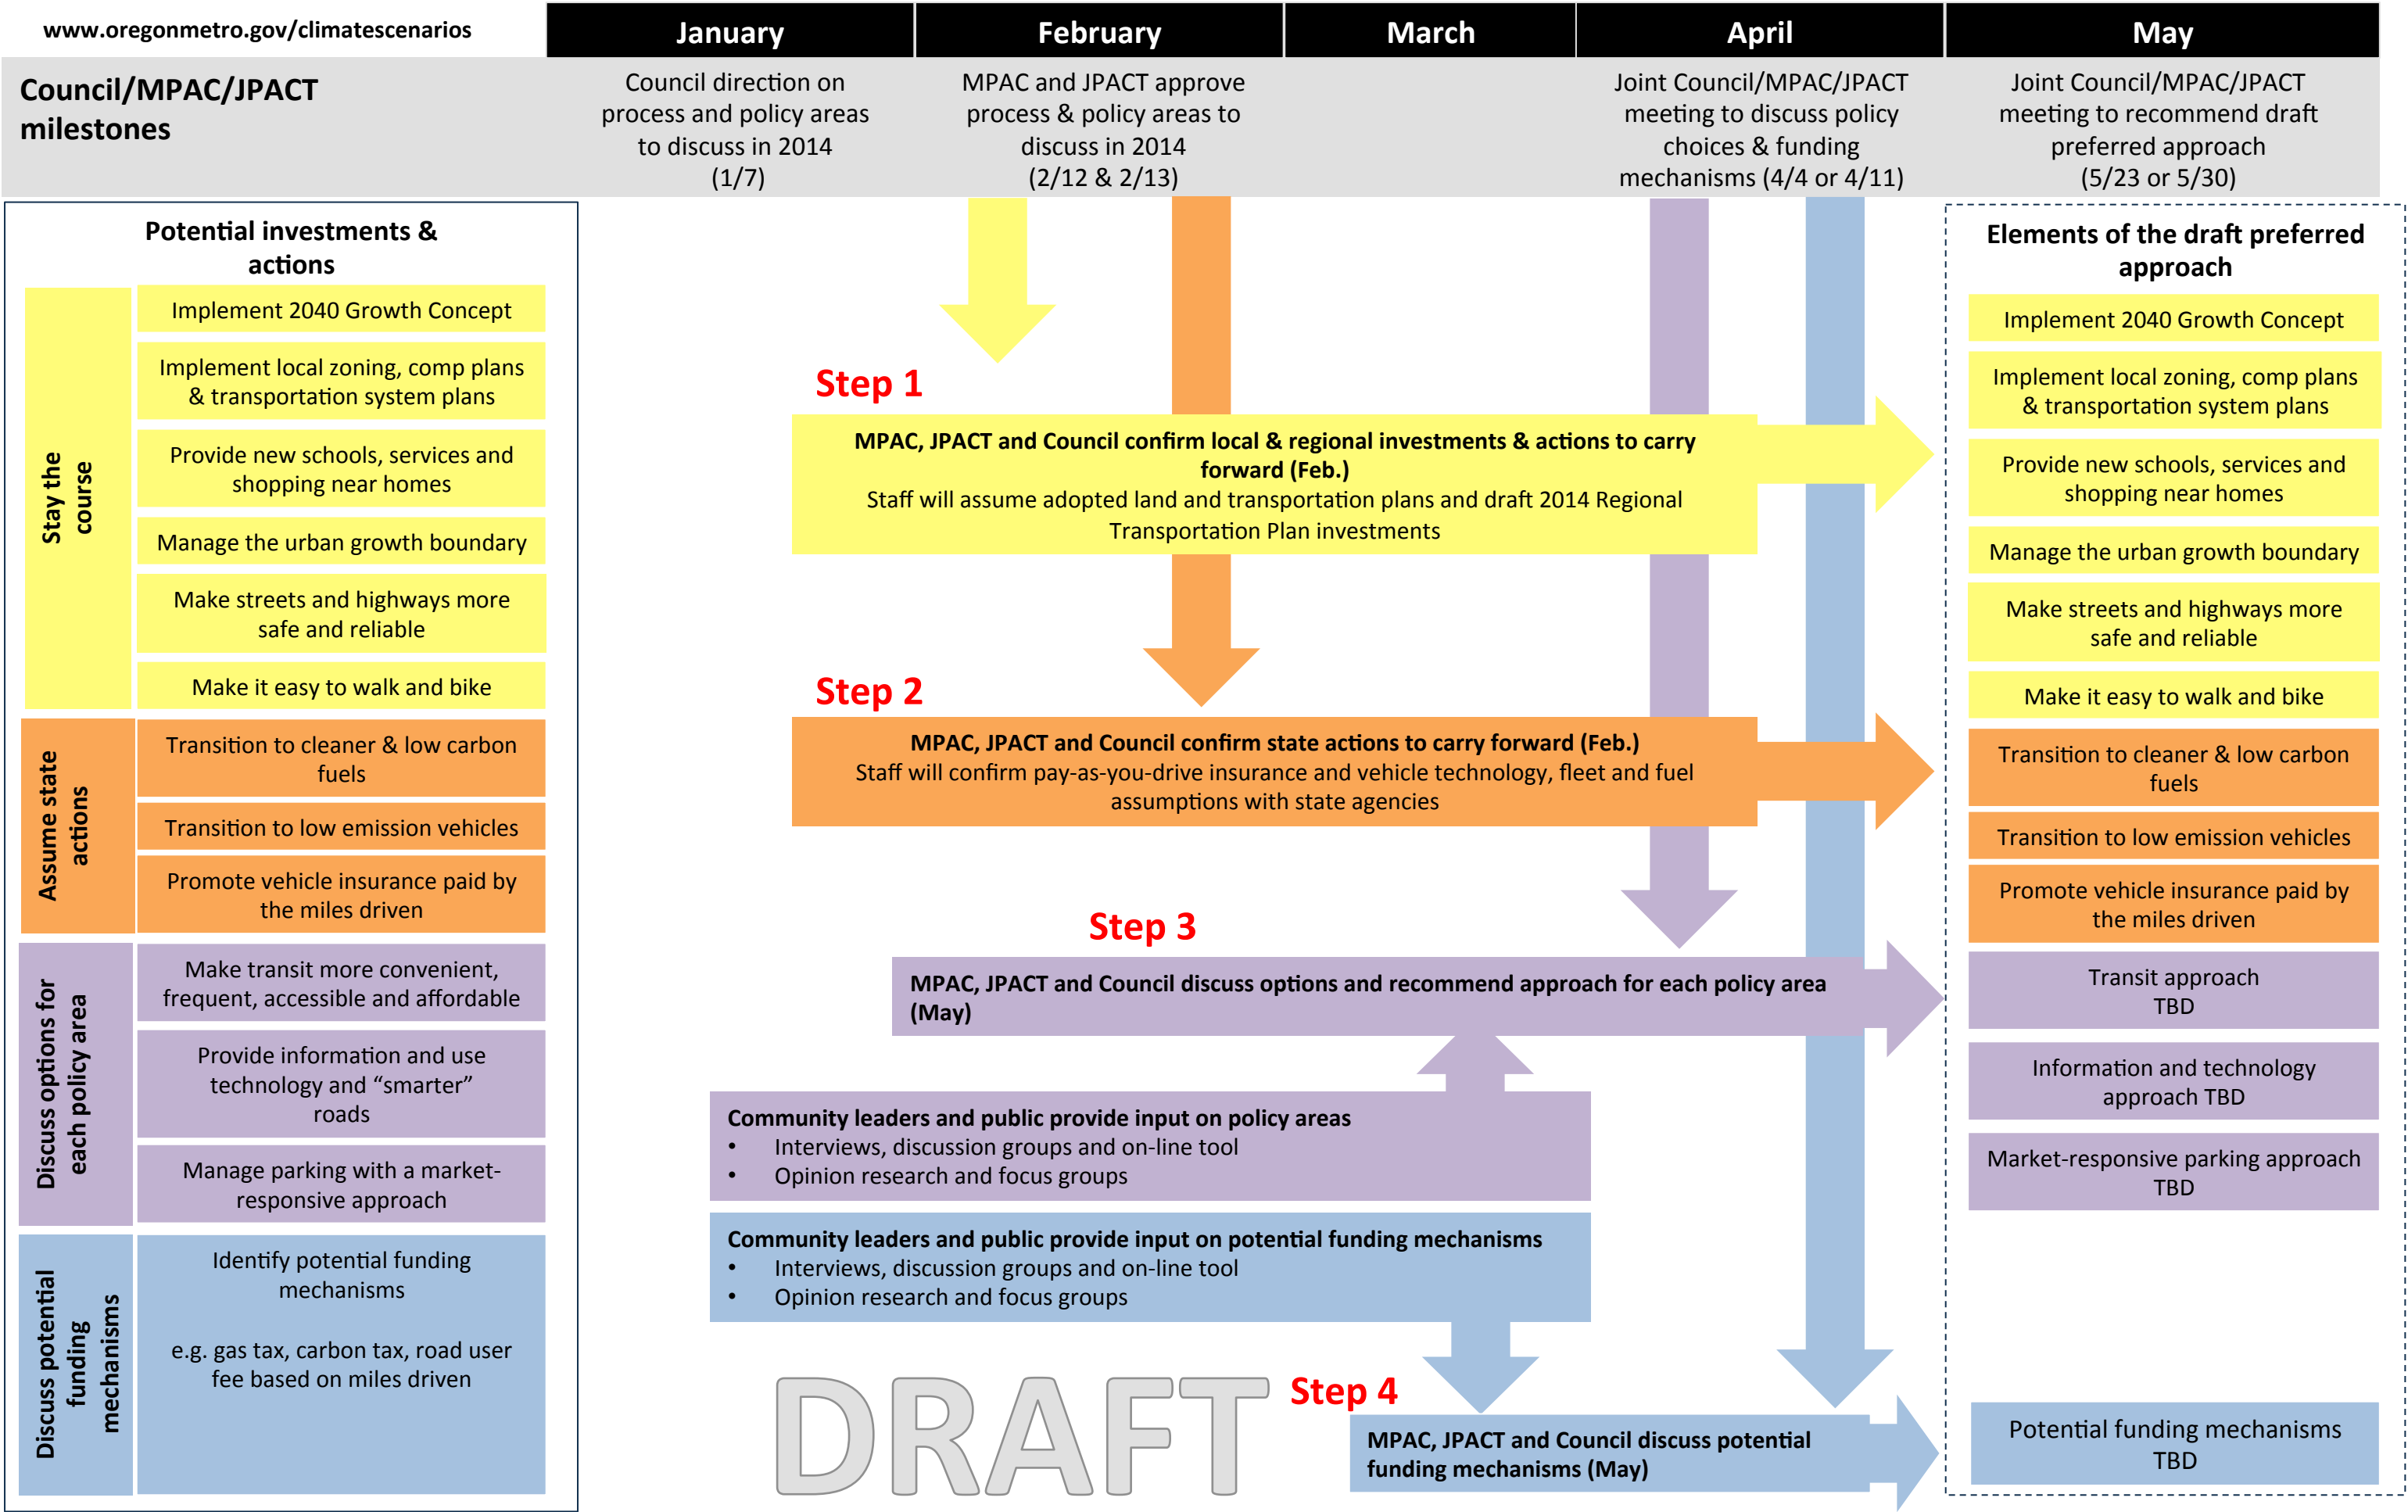 www.oregonmetro.gov/climatescenarios
January
February
March
April
May
Council/MPAC/JPACT
milestones
Council direction on
process and policy areas
to discuss in 2014
(1/7)
MPAC and JPACT approve
process & policy areas to
discuss in 2014
(2/12 & 2/13)
Joint Council/MPAC/JPACT
meeting to discuss policy
choices & funding
mechanisms (4/4 or 4/11)
Joint Council/MPAC/JPACT
meeting to recommend draft
preferred approach
(5/23 or 5/30)
Potential investments &
actions
Stay the
course
Implement 2040 Growth Concept
Implement local zoning, comp plans
& transportation system plans
Provide new schools, services and
shopping near homes
Manage the urban growth boundary
Make streets and highways more
safe and reliable
Make it easy to walk and bike
Assume state
actions
Transition to cleaner & low carbon
fuels
Transition to low emission vehicles
Promote vehicle insurance paid by
the miles driven
Discuss options for
each policy area
Make transit more convenient,
frequent, accessible and affordable
Provide information and use
technology and “smarter”
roads
Manage parking with a market-
responsive approach
Discuss potential
funding
mechanisms
Identify potential funding
mechanisms
e.g. gas tax, carbon tax, road user
fee based on miles driven
Step 1
MPAC, JPACT and Council confirm local & regional investments & actions to carry
forward (Feb.)
Staff will assume adopted land and transportation plans and draft 2014 Regional
Transportation Plan investments
Step 2
MPAC, JPACT and Council confirm state actions to carry forward (Feb.)
Staff will confirm pay-as-you-drive insurance and vehicle technology, fleet and fuel
assumptions with state agencies
Step 3
MPAC, JPACT and Council discuss options and recommend approach for each policy area
(May)
Community leaders and public provide input on policy areas
• Interviews, discussion groups and on-line tool
• Opinion research and focus groups
Community leaders and public provide input on potential funding mechanisms
• Interviews, discussion groups and on-line tool
• Opinion research and focus groups
DRAFT
Step 4
MPAC, JPACT and Council discuss potential
funding mechanisms (May)
Elements of the draft preferred
approach
Implement 2040 Growth Concept
Implement local zoning, comp plans
& transportation system plans
Provide new schools, services and
shopping near homes
Manage the urban growth boundary
Make streets and highways more
safe and reliable
Make it easy to walk and bike
Transition to cleaner & low carbon
fuels
Transition to low emission vehicles
Promote vehicle insurance paid by
the miles driven
Transit approach
TBD
Information and technology
approach TBD
Market-responsive parking approach
TBD
Potential funding mechanisms
TBD